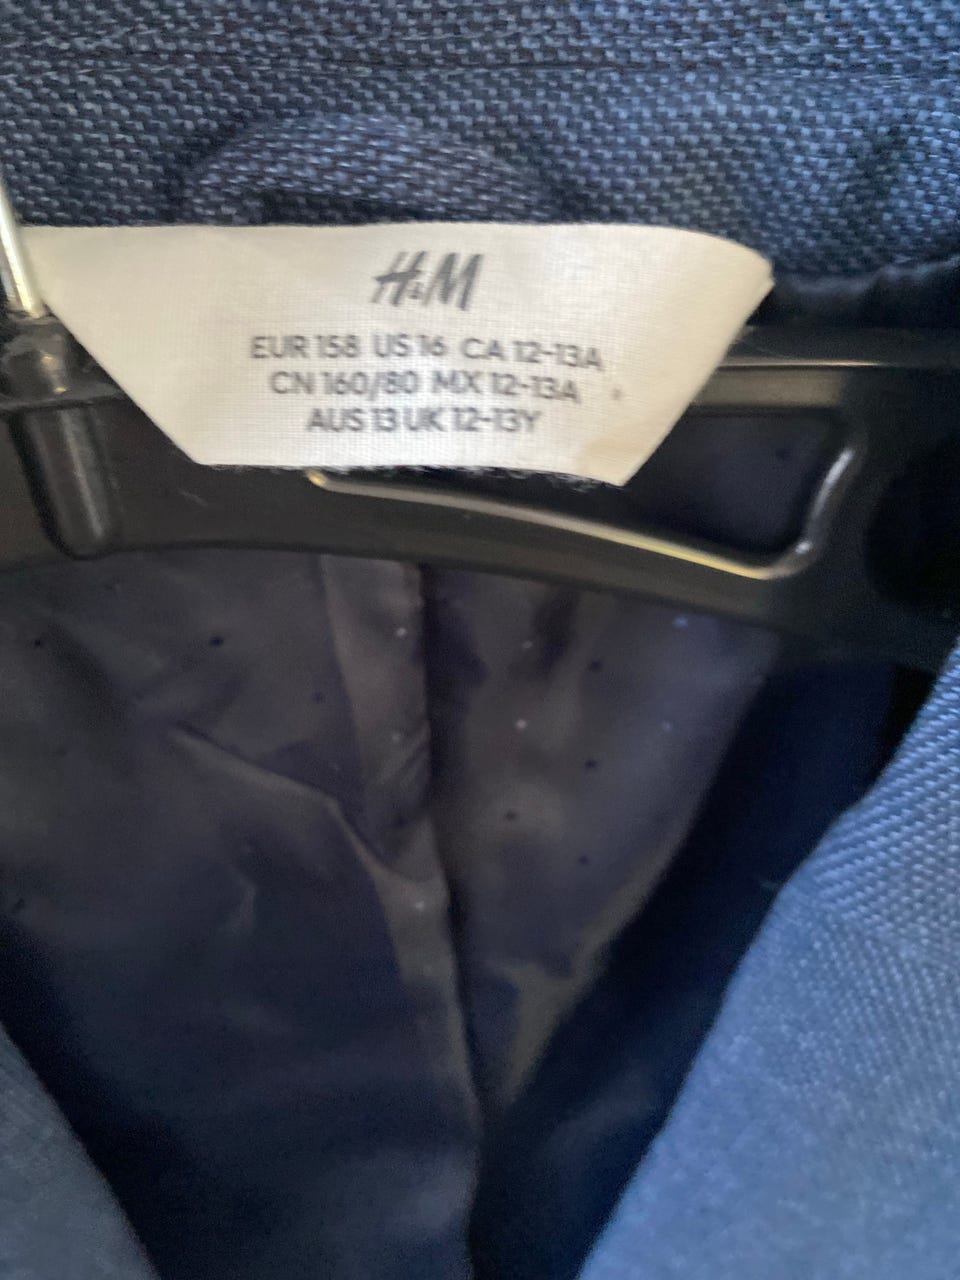 H&M
EUR 158 US 16 CA 12-13A
CN 160/80 MX 12-13A
AUS 13 UK 12-13Y